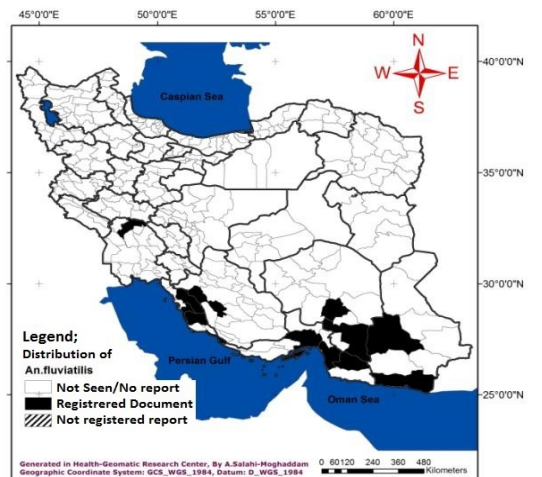 45°0'0"E 50°0'0"E 55°0'0"E 60°0'0"E
N
W E
S
40°0'0"N
Caspian Sea
35°0'0"N
30°0'0"N
Legend;
Distribution of
An.fluviatilis
Not Seen/No report
Registrered Document
Not registered report
Persian Gulf
Oman Sea
25°0'0"N
Generated in Health-Geomatic Research Center, By A.Salahi-Moghaddam
Geographic Coordinate System: GCS_WGS_1984, Datum: D_WGS_1984
0 60 120 240 360 480
Kilometers